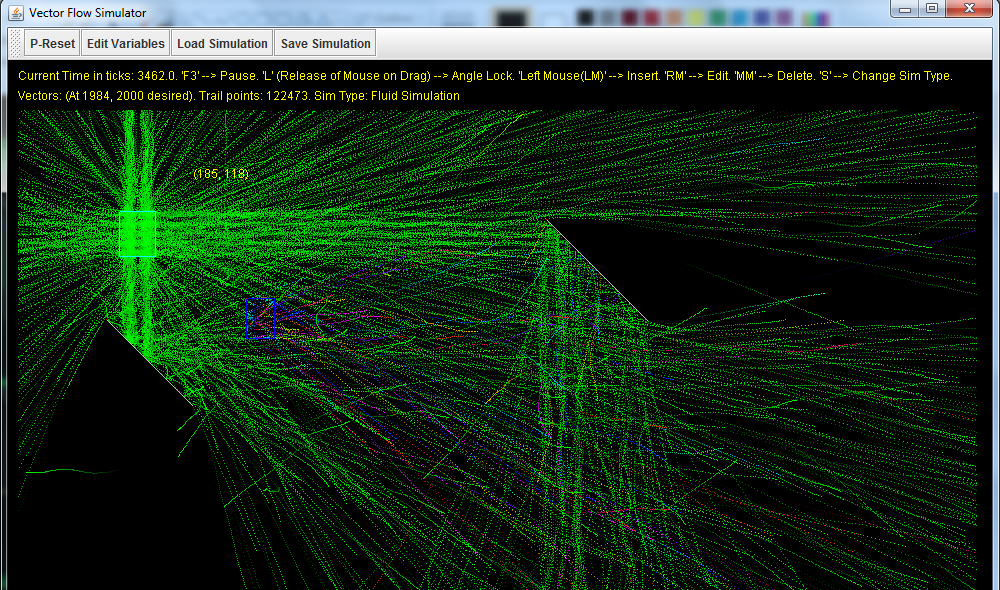 Vector Flow Simulator
P-Reset Edit Variables Load Simulation Save Simulation
Current Time in ticks: 3462.0. 'F3'--> Pause. 'L' (Release of Mouse on Drag) --> Angle Lock. 'Left Mouse(LM)'--> Insert. 'RM'--> Edit. 'MM'--> Delete. 'S'--> Change Sim Type.
Vectors: (At 1984, 2000 desired). Trail points: 122473. Sim Type: Fluid Simulation
(185, 118)